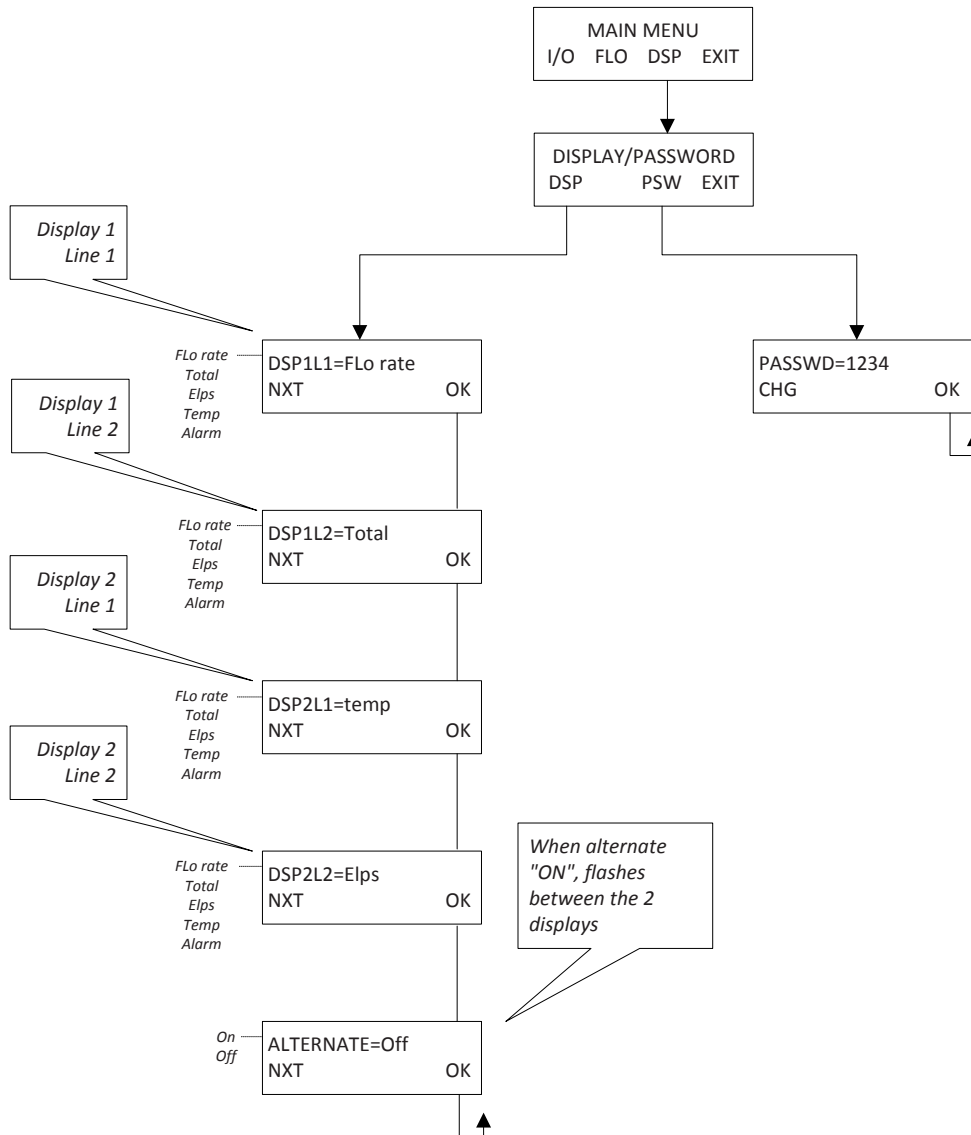 MAIN MENU
I/O FLO DSP EXIT
DISPLAY/PASSWORD
DSP PSW EXIT
Display 1
Line 1
FLo rate
Total
Elps
Temp
Alarm
DSP1L1=FLo rate
NXT OK
PASSWD=1234
CHG OK
Display 1
Line 2
FLo rate
Total
Elps
Temp
Alarm
DSP1L2=Total
NXT OK
Display 2
Line 1
FLo rate
Total
Elps
Temp
Alarm
DSP2L1=temp
NXT OK
Display 2
Line 2
FLo rate
Total
Elps
Temp
Alarm
DSP2L2=Elps
NXT OK
When alternate
"ON", flashes
between the 2
displays
On
Off
ALTERNATE=Off
NXT OK